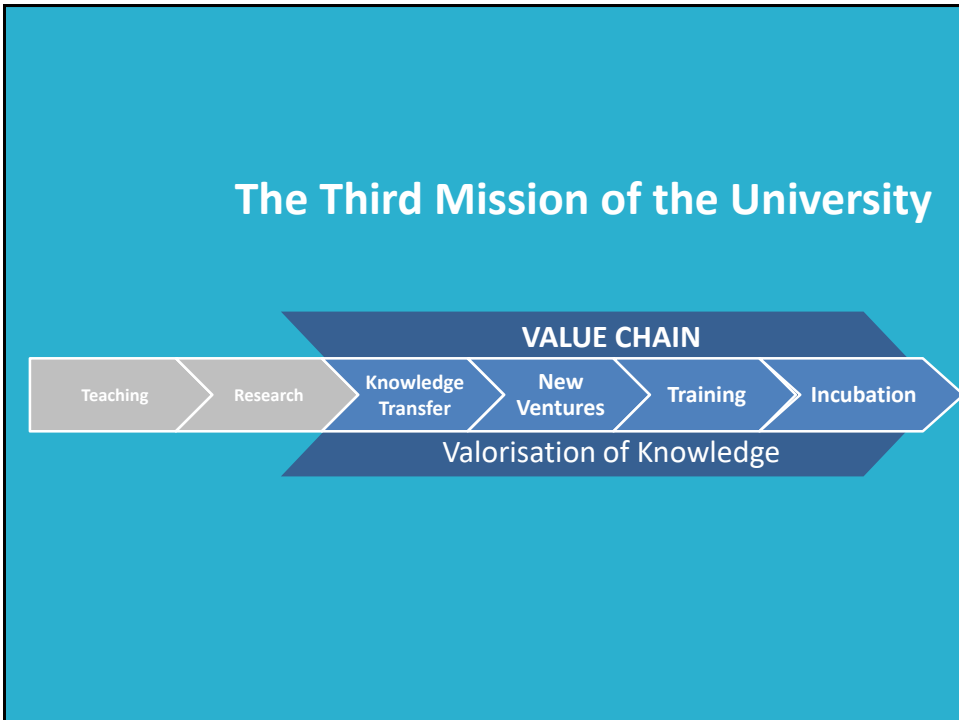 The Third Mission of the University
VALUE CHAIN
Teaching
Research
Knowledge
Transfer
New
Ventures
Training
Incubation
Valorisation of Knowledge